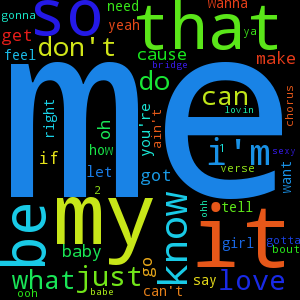 gonna
so
need
that
wanna
yeah
ya
get
don't
cause
make
feel
bridge
do
me
can
lovin
chorus
right
oh
you're
ain't
i'm
1
if
how
let
got
verse
sexy
want
2
be
my
know
ohh
it
tell
girl
gotta
bout
baby
what
just
go
say
love
ooh
babe
can't